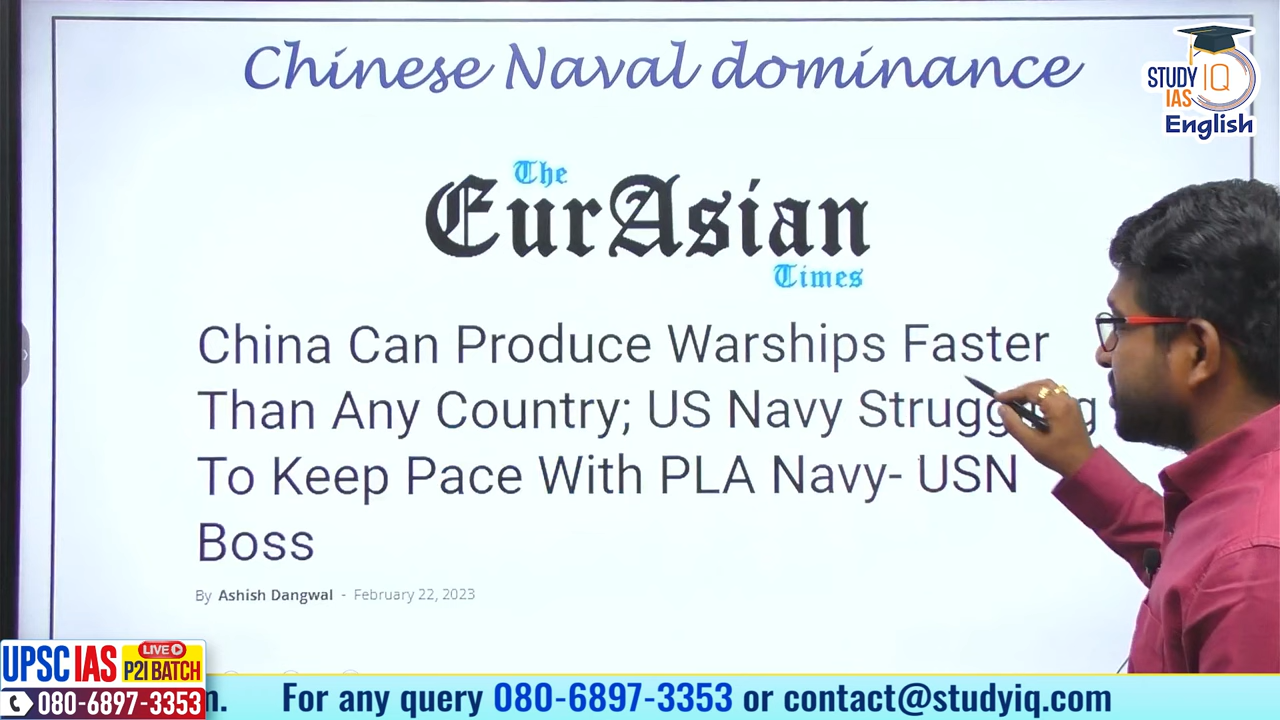 Chinese Naval dominance
STUDY IQ
IAS
English
The
EurAsian
Times
China Can Produce Warships Faster
Than Any Country; US Navy Struggling
To Keep Pace With PLA Navy- USN
Boss
By Ashish Dangwal - February 22, 2023
UPSC IAS LIVE
P2I BATCH
080-6897-3353
n. For any query 080-6897-3353 or contact@studyiq.com